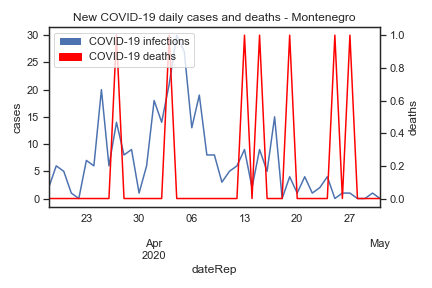 New COVID-19 daily cases and deaths - Montenegro
COVID-19 infections
COVID-19 deaths
30
25
20
15
10
5
0
cases
1.0
0.8
0.6
0.4
0.2
0.0
deaths
23 30 06 13 20 27
Apr May
2020
dateRep